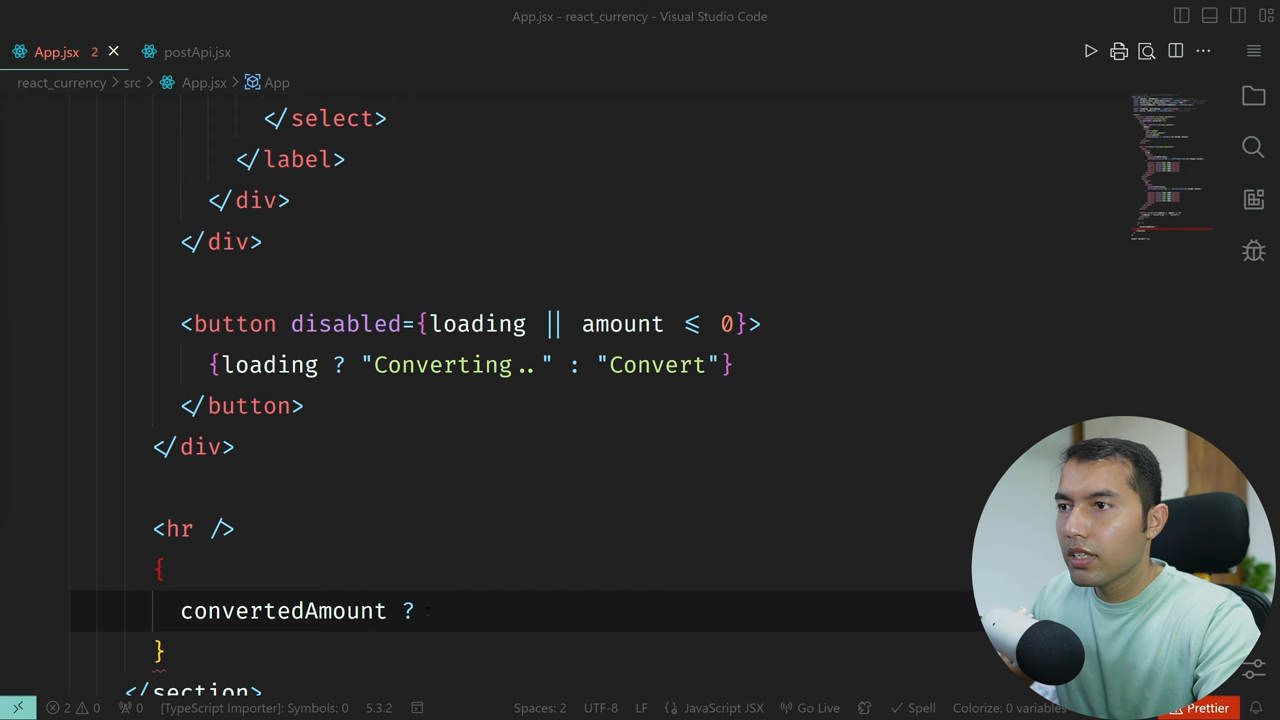 App.jsx - react_currency - Visual Studio Code
App.jsx 2 postApi.jsx
react_currency > src > App.jsx > App
</select>
</label>
</div>
</div>
<button disabled={loading || amount <= 0}>
{loading ? "Converting.." : "Convert"}
</button>
</div>
<hr />
{
convertedAmount ?
}
</section>
2 0 0 [TypeScript Importer]: Symbols: 0 5.3.2 Spaces: 2 UTF-8 LF JavaScript JSX Go Live Spell Colorize: 0 variables Prettier